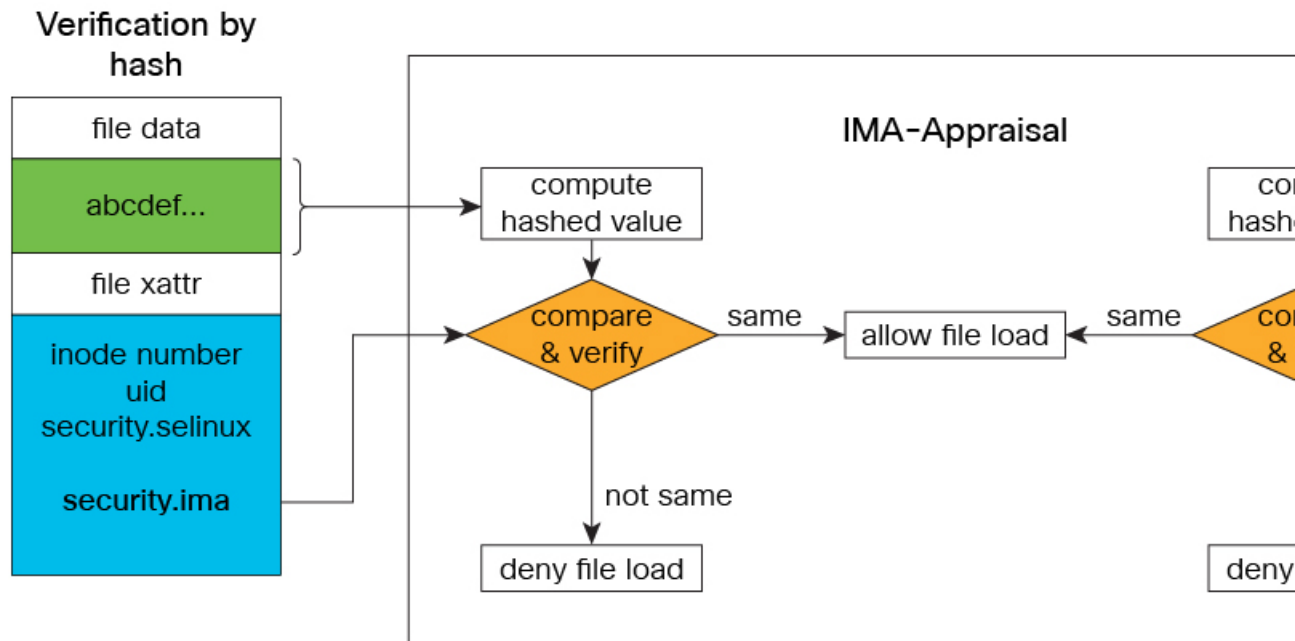 Verification by
hash
file data
abcdef...
file xattr
inode number
uid
security.selinux
security.ima
IMA-Appraisal
compute
hashed value
compare
& verify
same
allow file load
not same
deny file load
same
&
deny